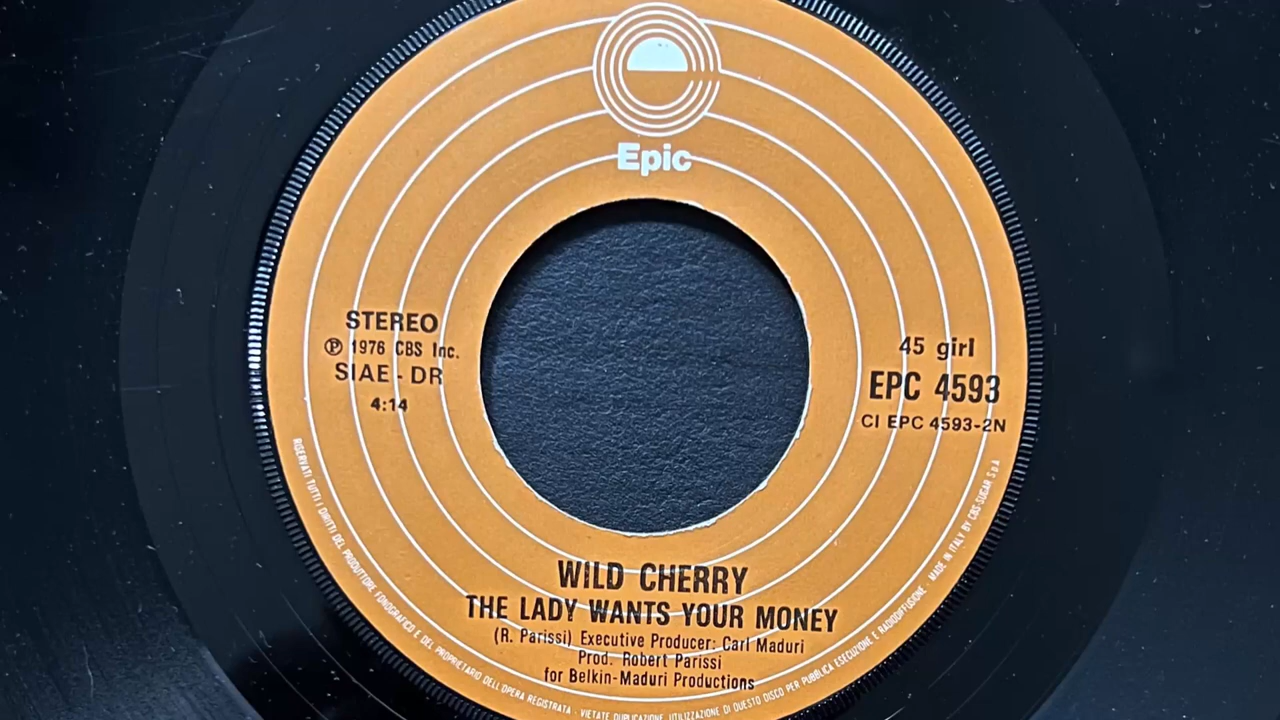 Epic
STEREO
Ⓟ 1976 CBS Inc.
SIAE - DR
4:14
45 giri
EPC 4593
CI EPC 4593-2N
WILD CHERRY
THE LADY WANTS YOUR MONEY
(R. Parissi) Executive Producer: Carl Maduri
Prod. Robert Parissi
for Belkin-Maduri Productions
RISERVATI TUTTI I DIRITTI DEL PRODUTTORE FONOGRAFICO E DEL PROPRIETARIO DELL'OPERA REGISTRATA - VIETATE DUPLICAZIONE, UTILIZZAZIONE DI QUESTO DISCO PER PUBBLICA ESECUZIONE E RADIODIFFUSIONE - MADE IN ITALY BY CBS-SUGAR S.p.A.